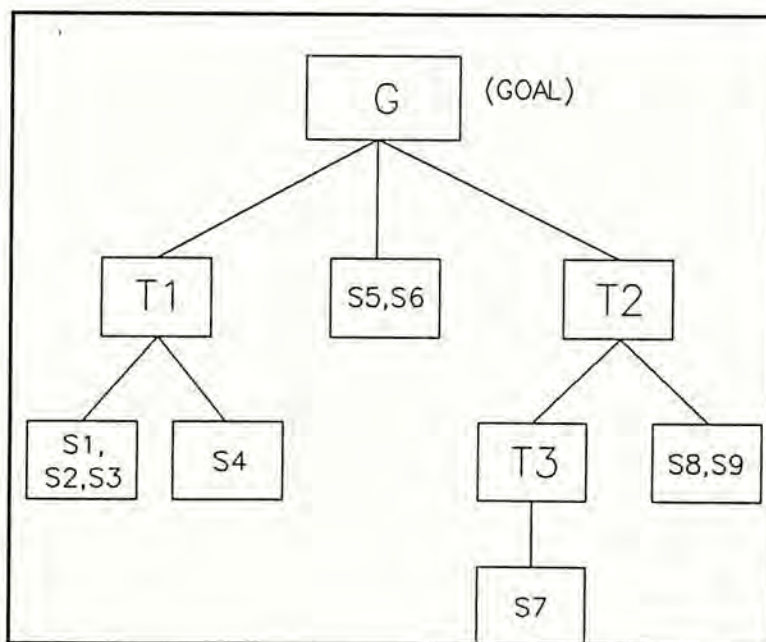 G
(GOAL)
T1
S5,S6
T2
S1,
S2,S3
S4
T3
S8,S9
S7